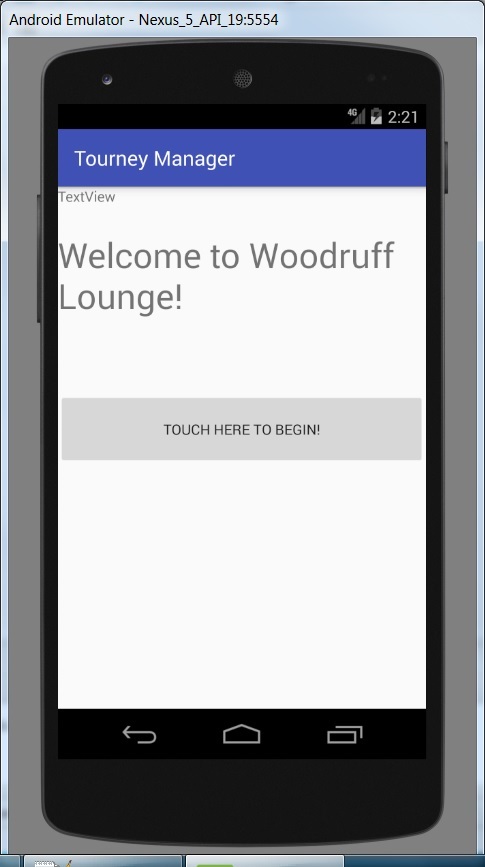 Android Emulator - Nexus_5_API_19:5554
4G 2:21
Tourney Manager
TextView
Welcome to Woodruff
Lounge!
TOUCH HERE TO BEGIN!